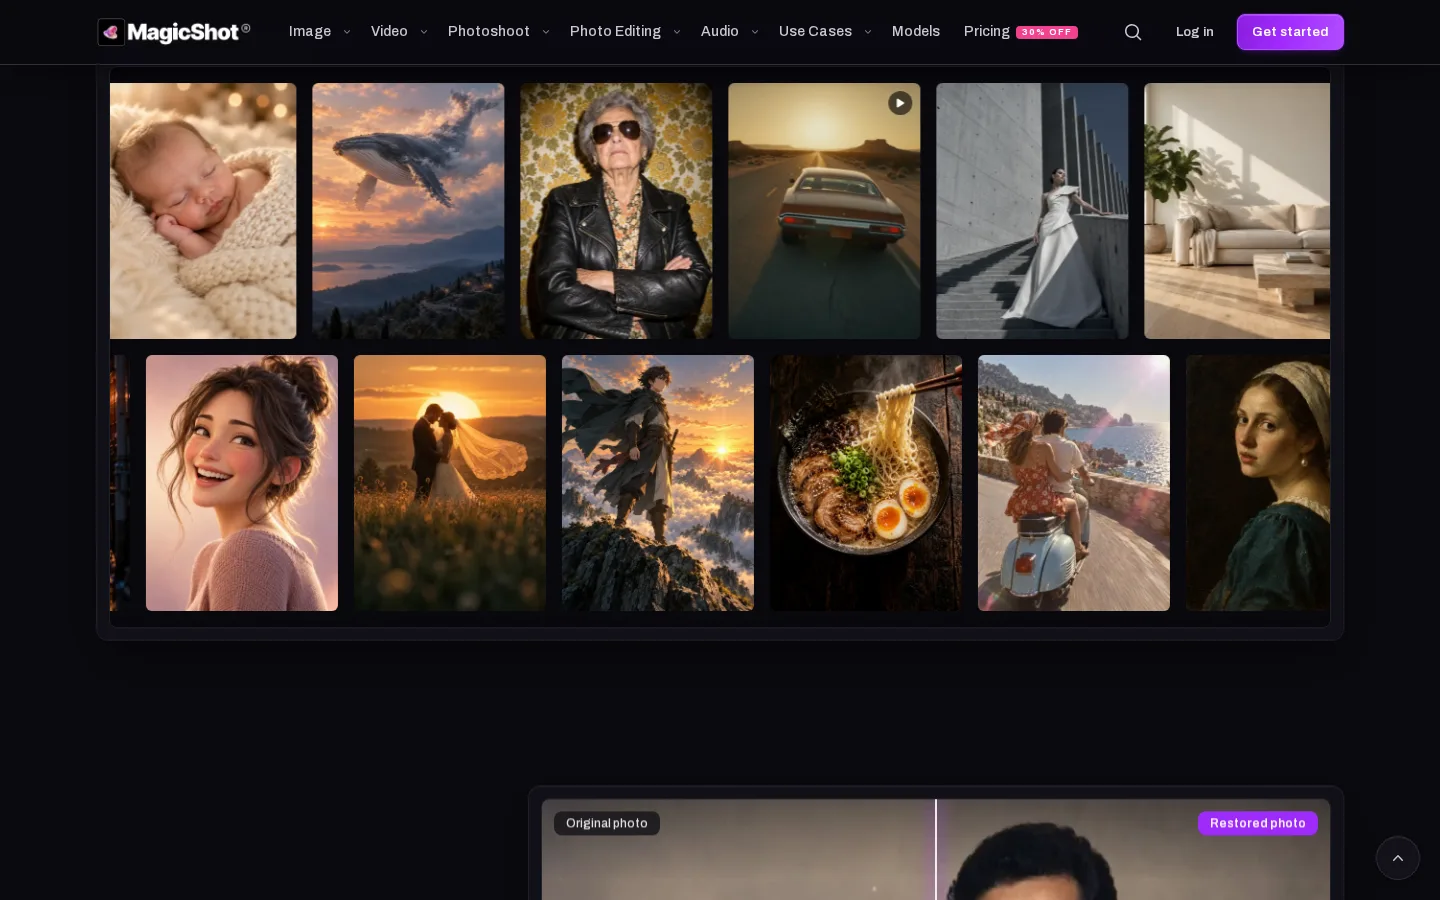 MagicShot®
Image
Video
Photoshoot
Photo Editing
Audio
Use Cases
Models
Pricing
30% OFF
Log in
Get started
Original photo
Restored photo